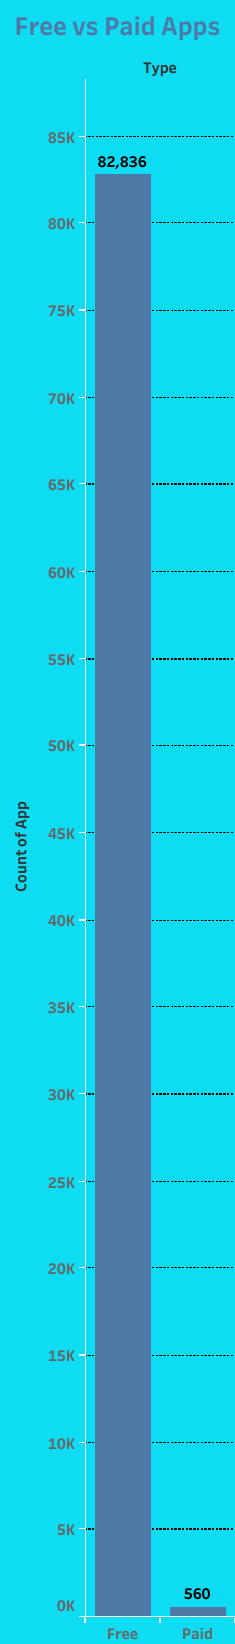 Free vs Paid Apps
Type
85K
82,836
80K
75K
70K
65K
60K
55K
50K
45K
Count of App
40K
35K
30K
25K
20K
15K
10K
5K
560
0K
Free Paid